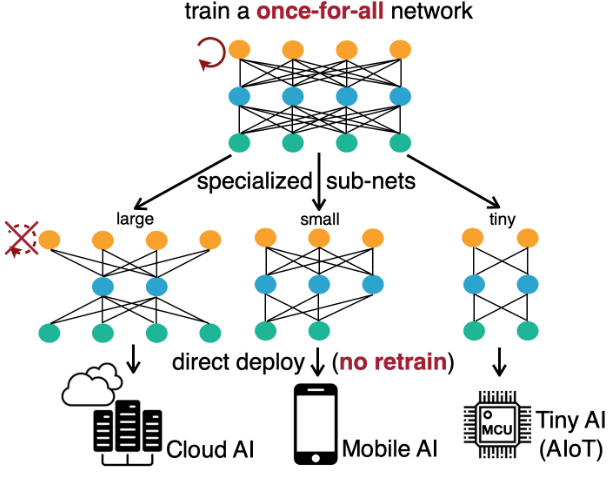 train a once-for-all network
specialized sub-nets
large
small
tiny
direct deploy (no retrain)
Cloud AI
Mobile AI
MCU
Tiny AI
(AIoT)